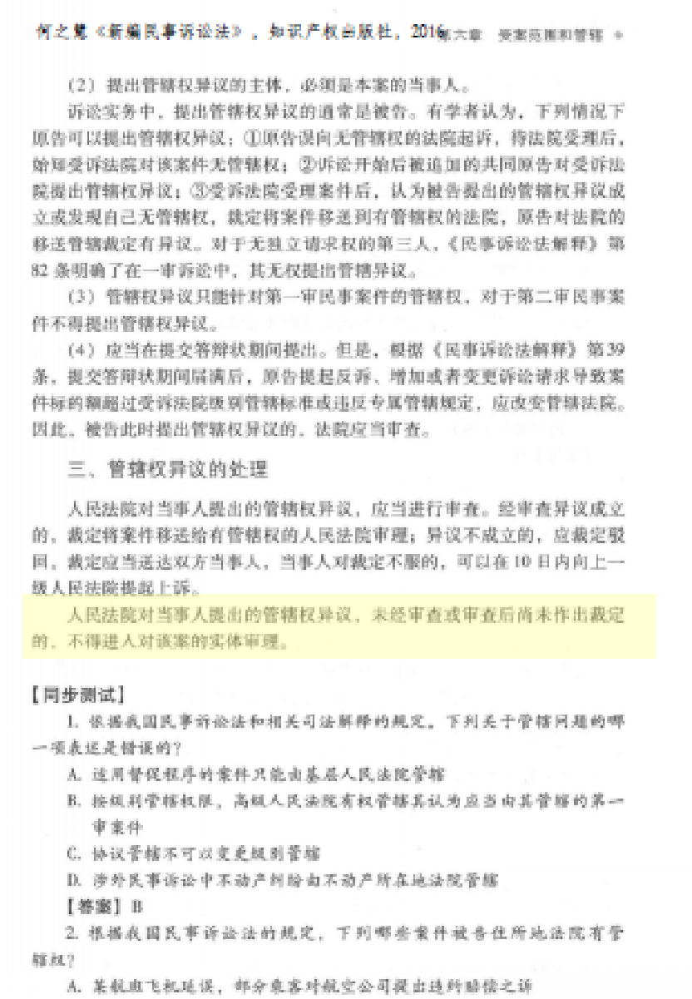 何之慧《新编民事诉讼法》，知识产权出版社，2016 第六章 受案范围和管辖
（2）提出管辖权异议的主体，必须是本案的当事人。
诉讼实务中，提出管辖权异议的通常是被告。有学者认为，下列情况下
原告可以提出管辖权异议：①原告误向无管辖权的法院起诉，待法院受理后，
始知受诉法院对该案件无管辖权；②诉讼开始后被追加的共同原告对受诉法
院提出管辖权异议；③受诉法院受理案件后，认为被告提出的管辖权异议成
立或发现自己无管辖权，裁定将案件移送到有管辖权的法院，原告对法院的
移送管辖裁定有异议。对于无独立请求权的第三人，《民事诉讼法解释》第
82 条明确了在一审诉讼中，其无权提出管辖异议。
（3）管辖权异议只能针对第一审民事案件的管辖权，对于第二审民事案
件不得提出管辖权异议。
（4）应当在提交答辩状期间提出。但是，根据《民事诉讼法解释》第39
条，提交答辩状期间届满后，原告提起反诉、增加或者变更诉讼请求导致案
件标的额超过受诉法院级别管辖标准或违反专属管辖规定，应改变管辖法院。
因此，被告此时提出管辖权异议的，法院应当审查。
三、管辖权异议的处理
人民法院对当事人提出的管辖权异议，应当进行审查。经审查异议成立
的，裁定将案件移送给有管辖权的人民法院审理；异议不成立的，应裁定驳
回，裁定应当送达双方当事人，当事人对裁定不服的，可以在 10 日内向上一
级人民法院提起上诉。
人民法院对当事人提出的管辖权异议，未经审查或审查后尚未作出裁定
的，不得进入对该案的实体审理。
【同步测试】
1. 依据我国民事诉讼法和相关司法解释的规定，下列关于管辖问题的哪
一项表述是错误的？
A. 适用督促程序的案件只能由基层人民法院管辖
B. 按级别管辖权限，高级人民法院有权管辖其认为应当由其管辖的第一
审案件
C. 协议管辖不可以变更级别管辖
D. 涉外民事诉讼中不动产纠纷由不动产所在地法院管辖
【答案】B
2. 根据我国民事诉讼法的规定，下列哪些案件被告住所地法院有管
辖权？
A. 某航班飞机延误，部分乘客对航空公司提出违约赔偿之诉